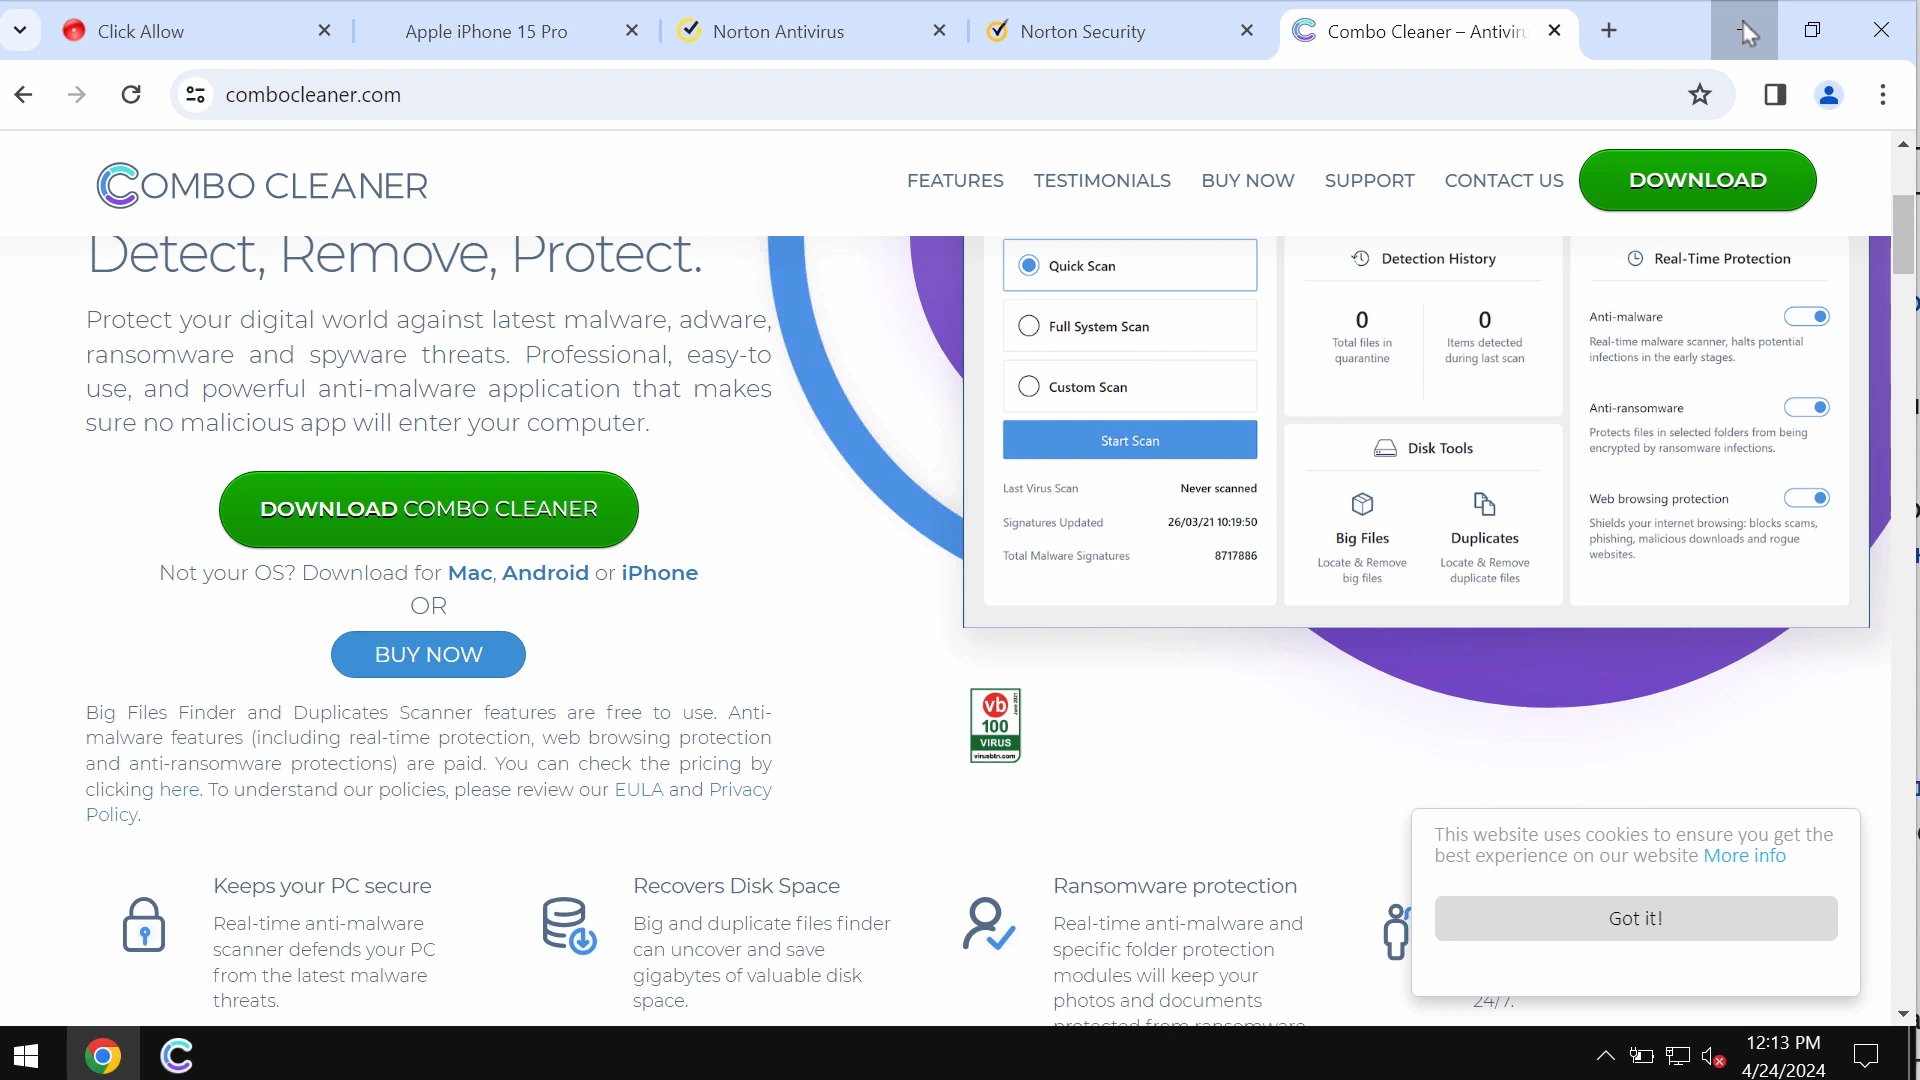 Click Allow
Apple iPhone 15 Pro
Norton Antivirus
Norton Security
Combo Cleaner – Antiviru
combocleaner.com
COMBO CLEANER
FEATURES
TESTIMONIALS
BUY NOW
SUPPORT
CONTACT US
DOWNLOAD
Detect, Remove, Protect.
Protect your digital world against latest malware, adware,
ransomware and spyware threats. Professional, easy-to
use, and powerful anti-malware application that makes
sure no malicious app will enter your computer.
DOWNLOAD COMBO CLEANER
Not your OS? Download for Mac, Android or iPhone
OR
BUY NOW
Big Files Finder and Duplicates Scanner features are free to use. Anti-
malware features (including real-time protection, web browsing protection
and anti-ransomware protections) are paid. You can check the pricing by
clicking here. To understand our policies, please review our EULA and Privacy
Policy.
Quick Scan
Full System Scan
Custom Scan
Start Scan
Last Virus Scan
Never scanned
Signatures Updated
26/03/21 10:19:50
Total Malware Signatures
8717886
Detection History
0
Total files in
quarantine
0
Items detected
during last scan
Disk Tools
Big Files
Locate & Remove
big files
Duplicates
Locate & Remove
duplicate files
Real-Time Protection
Anti-malware
Real-time malware scanner, halts potential
infections in the early stages.
Anti-ransomware
Protects files in selected folders from being
encrypted by ransomware infections.
Web browsing protection
Shields your internet browsing: blocks scams,
phishing, malicious downloads and rogue
websites.
vb
100
VIRUS
virusbtn.com
Keeps your PC secure
Real-time anti-malware
scanner defends your PC
from the latest malware
threats.
Recovers Disk Space
Big and duplicate files finder
can uncover and save
gigabytes of valuable disk
space.
Ransomware protection
Real-time anti-malware and
specific folder protection
modules will keep your
photos and documents
protected from ransomware
24/7.
This website uses cookies to ensure you get the
best experience on our website More info
Got it!
12:13 PM
4/24/2024